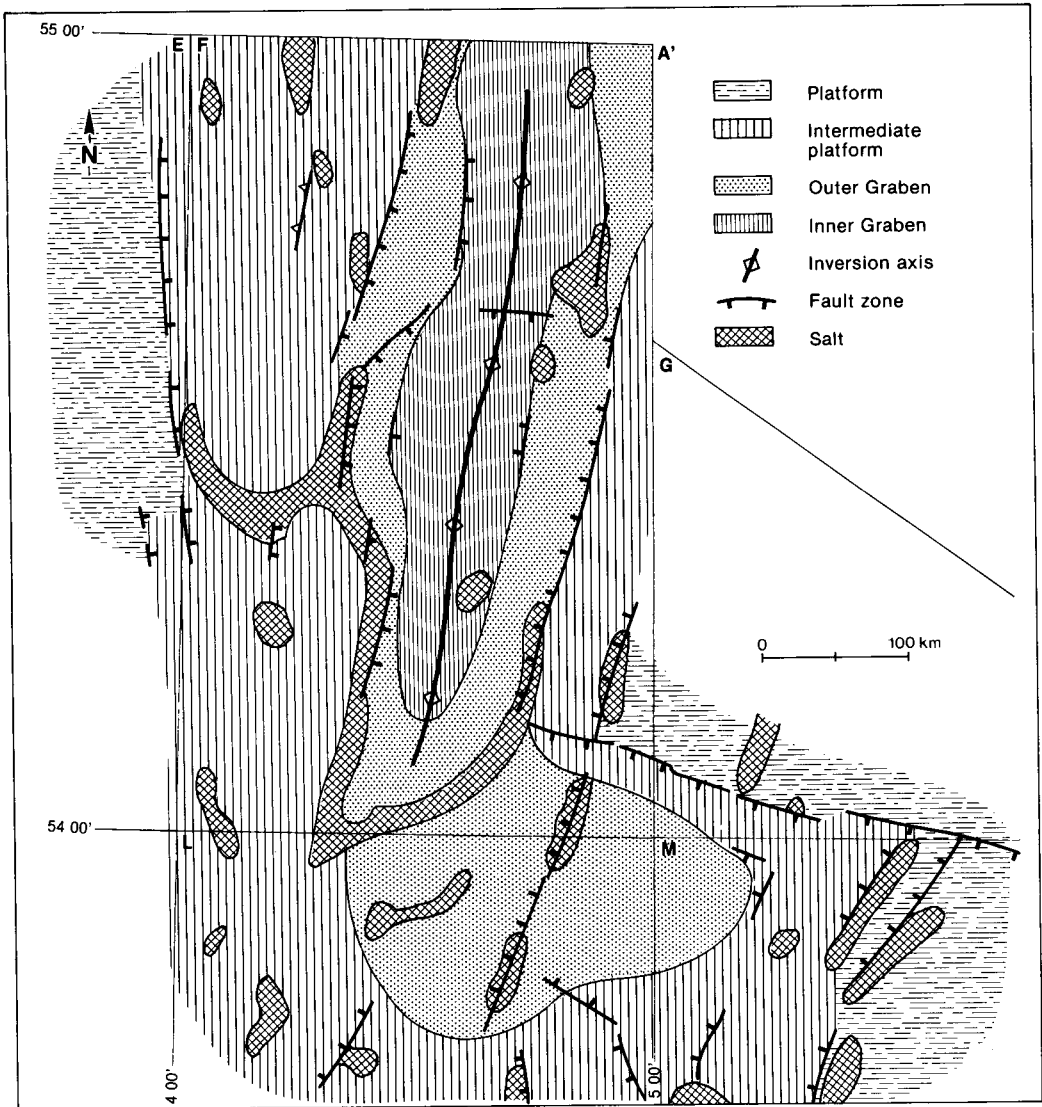 55 00'
E F
A'
N
Platform
Intermediate
platform
Outer Graben
Inner Graben
Inversion axis
Fault zone
Salt
G
0 100 km
54 00'
L
M
4 00'
5 00'